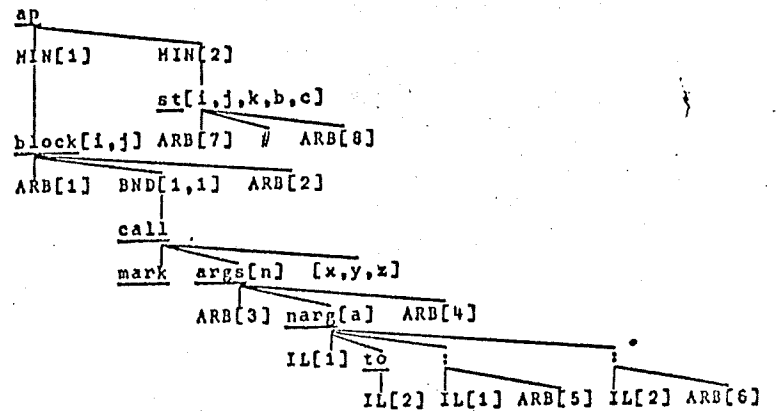 ap
MIN[1] MIN[2]
st[i,j,k,b,c]
block[i,j] ARB[7] # ARB[8]
ARB[1] BND[1,1] ARB[2]
call
mark args[n] [x,y,z]
ARB[3] narg[a] ARB[4]
IL[1] to : :
IL[2] IL[1] ARB[5] IL[2] ARB[6]